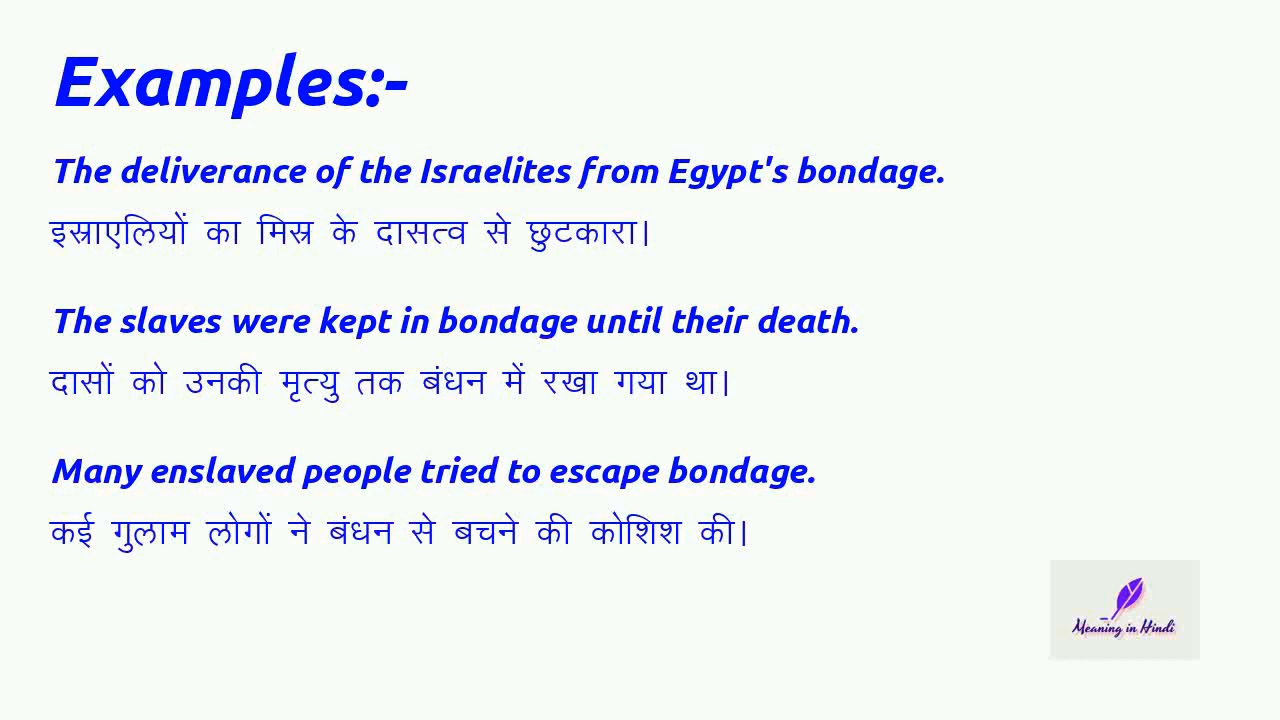 Examples:-
The deliverance of the Israelites from Egypt's bondage.
इस्राएलियों का मिस्र के दासत्व से छुटकारा।
The slaves were kept in bondage until their death.
दासों को उनकी मृत्यु तक बंधन में रखा गया था।
Many enslaved people tried to escape bondage.
कई गुलाम लोगों ने बंधन से बचने की कोशिश की।
Meaning in Hindi